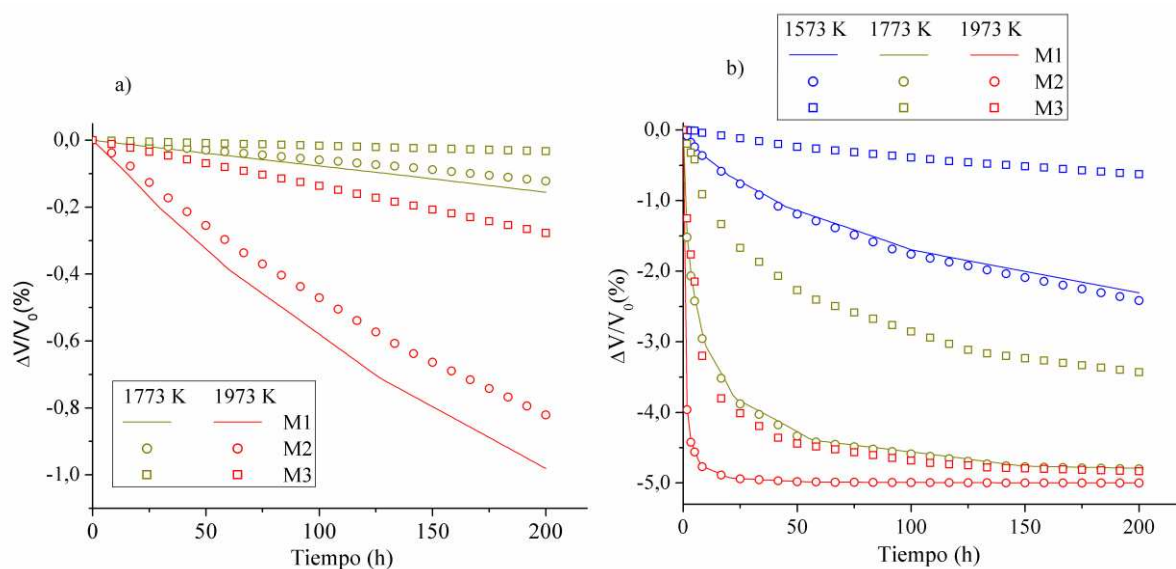 a)
0,0
-0,2
-0,4
-0,6
-0,8
-1,0
ΔV/V₀(%)
0
50
100
150
200
Tiempo (h)
1773 K 1973 K
M1
M2
M3
1573 K 1773 K 1973 K
M1
M2
M3
b)
0,0
-1,0
-2,0
-3,0
-4,0
-5,0
ΔV/V₀(%)
0
50
100
150
200
Tiempo (h)